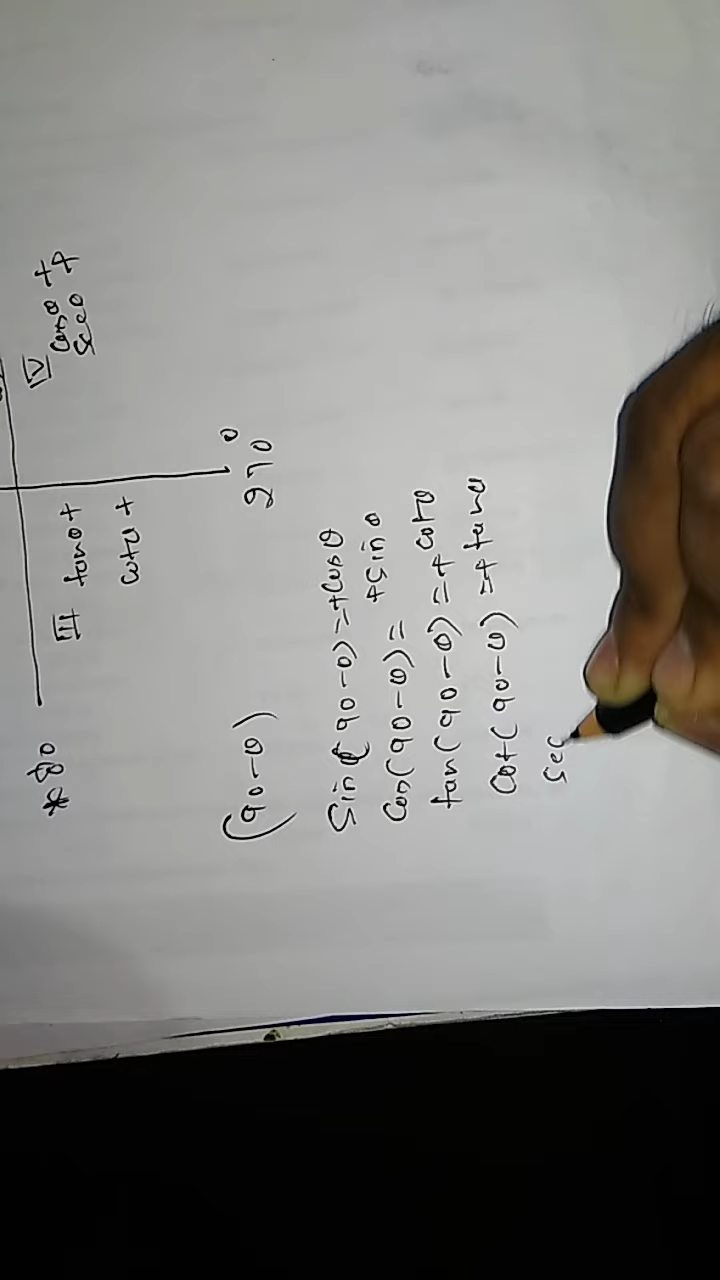 IV cosθ +
secθ +
III tanθ +
cotθ +
180
270°
(90-θ)
Sin(90-θ)=+cosθ
Cos(90-θ)= +sinθ
tan(90-θ)=+cotθ
Cot(90-θ)=+tanθ
sec